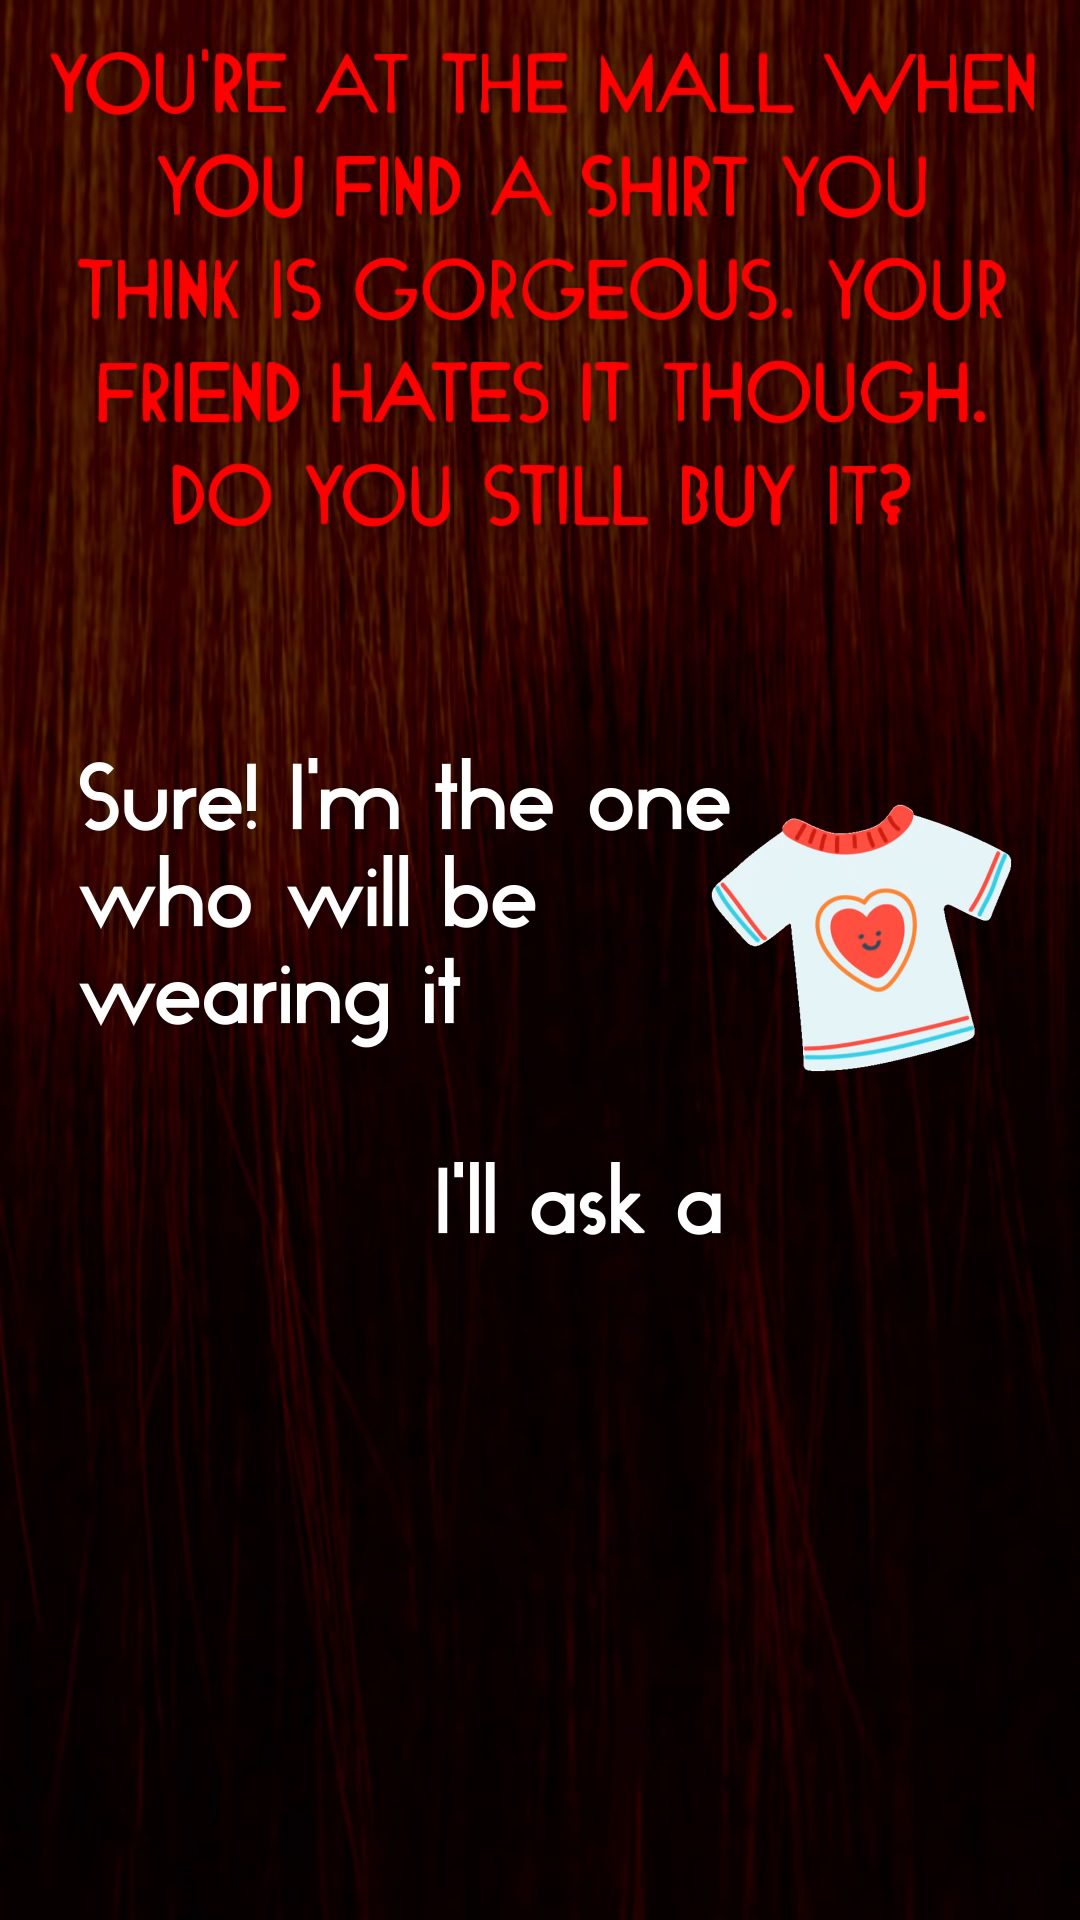 YOU'RE AT THE MALL WHEN
YOU FIND A SHIRT YOU
THINK IS GORGEOUS. YOUR
FRIEND HATES IT THOUGH.
DO YOU STILL BUY IT?
Sure! I'm the one
who will be
wearing it
I'll ask a